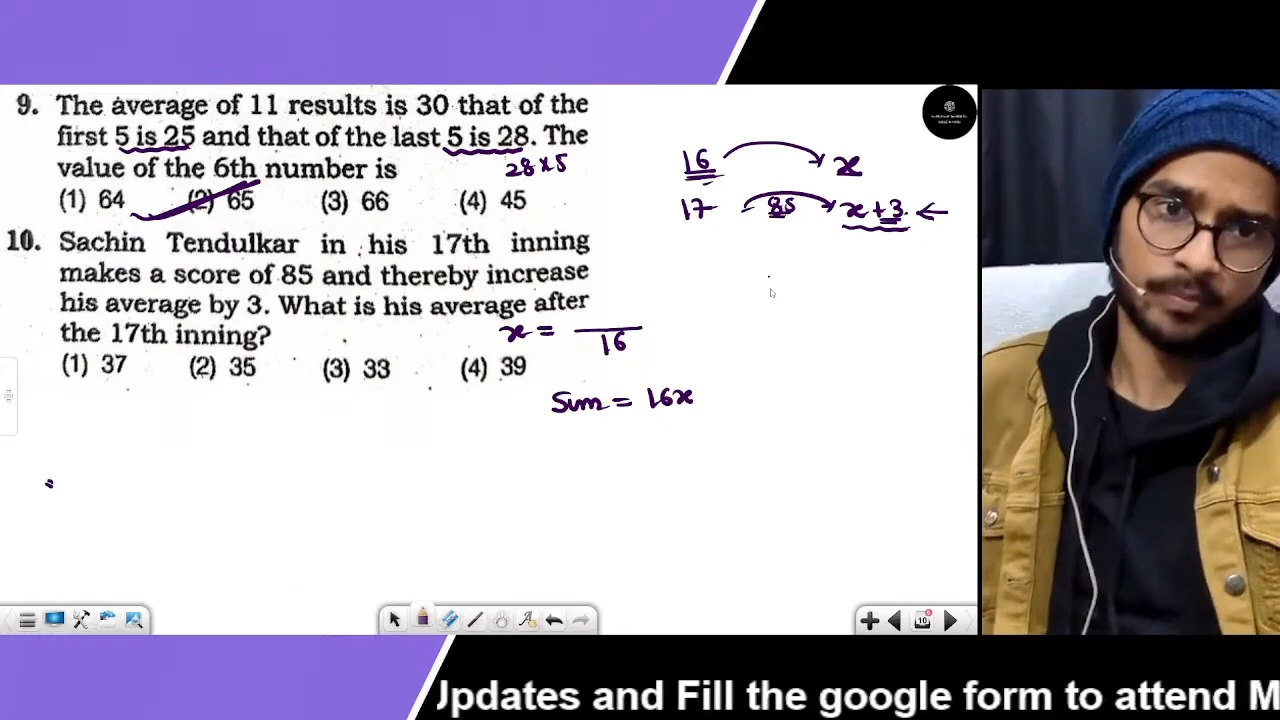 9. The average of 11 results is 30 that of the
first 5 is 25 and that of the last 5 is 28. The
value of the 6th number is
28 x 5
(1) 64 (2) 65 (3) 66 (4) 45
10. Sachin Tendulkar in his 17th inning
makes a score of 85 and thereby increase
his average by 3. What is his average after
the 17th inning?
(1) 37 (2) 35 (3) 33 (4) 39
16 x
17 - 85 x + 3
x = 
16
Sum = 16x
=
10
Updates and Fill the google form to attend M